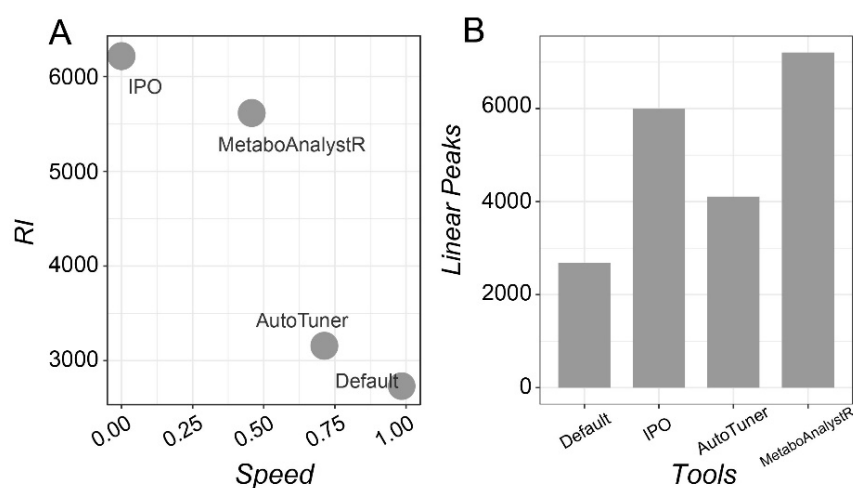 A
6000
5000
4000
3000
RI
IPO
MetaboAnalystR
AutoTuner
Default
0.00
0.25
0.50
0.75
1.00
Speed
B
6000
4000
2000
0
Linear Peaks
Default
IPO
AutoTuner
MetaboAnalystR
Tools